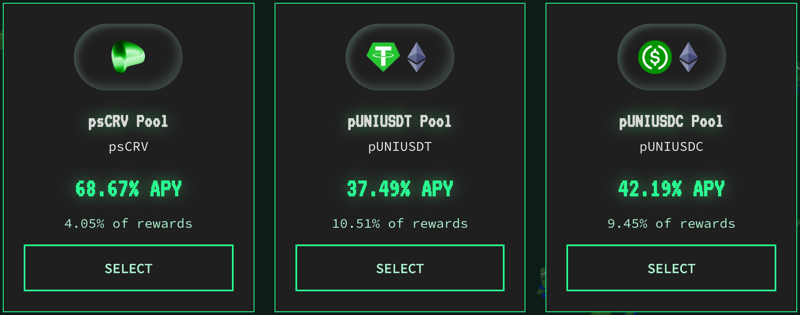 psCRV Pool
psCRV
68.67% APY
4.05% of rewards
SELECT
pUNIUSDT Pool
pUNIUSDT
37.49% APY
10.51% of rewards
SELECT
pUNIUSDC Pool
pUNIUSDC
42.19% APY
9.45% of rewards
SELECT